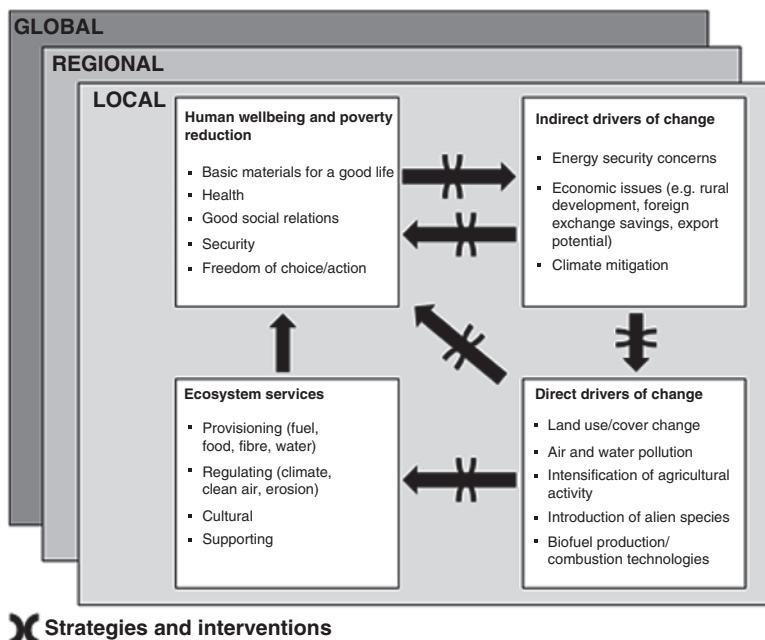 GLOBAL
REGIONAL
LOCAL
Human wellbeing and poverty
reduction
▪ Basic materials for a good life
▪ Health
▪ Good social relations
▪ Security
▪ Freedom of choice/action
Indirect drivers of change
▪ Energy security concerns
▪ Economic issues (e.g. rural
development, foreign
exchange savings, export
potential)
▪ Climate mitigation
Ecosystem services
▪ Provisioning (fuel,
food, fibre, water)
▪ Regulating (climate,
clean air, erosion)
▪ Cultural
▪ Supporting
Direct drivers of change
▪ Land use/cover change
▪ Air and water pollution
▪ Intensification of agricultural
activity
▪ Introduction of alien species
▪ Biofuel production/
combustion technologies
Strategies and interventions